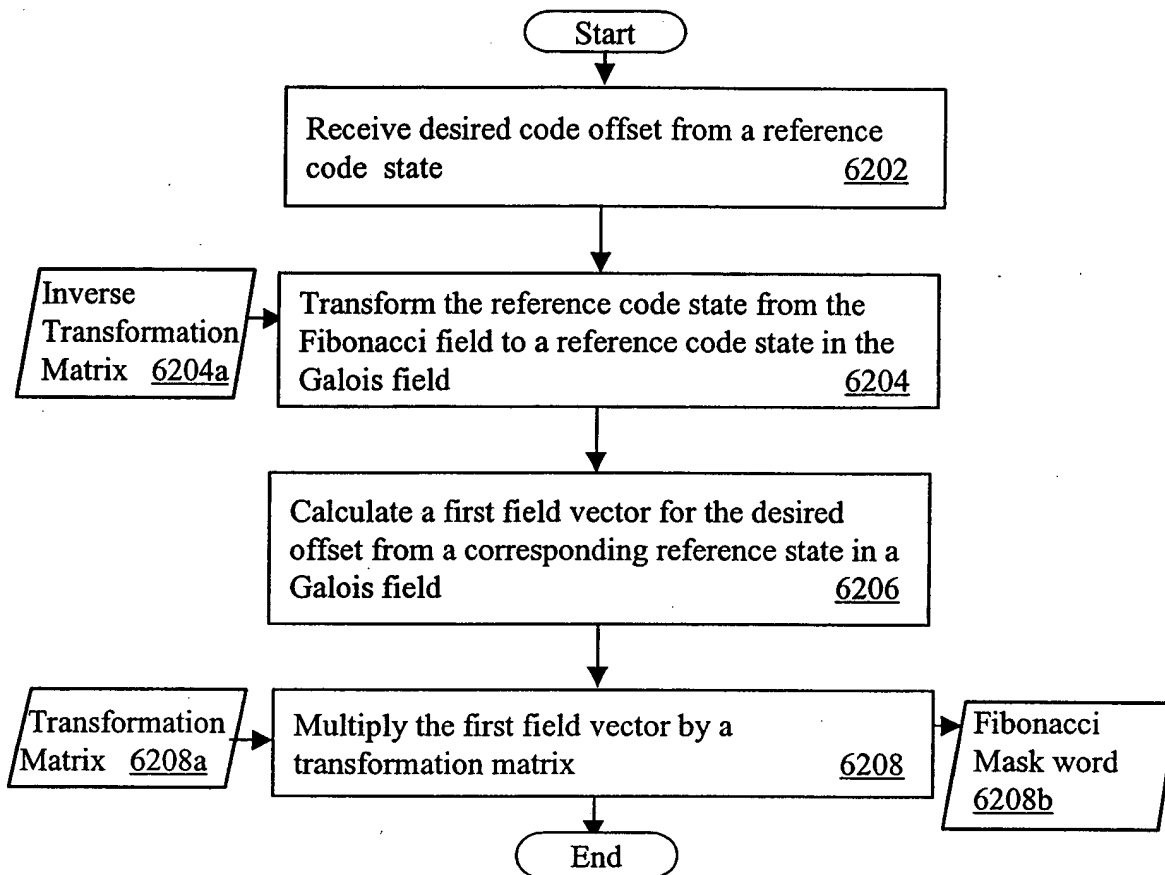 Start
Receive desired code offset from a reference
code state 6202
Inverse
Transformation
Matrix 6204a
Transform the reference code state from the
Fibonacci field to a reference code state in the
Galois field 6204
Calculate a first field vector for the desired
offset from a corresponding reference state in a
Galois field 6206
Transformation
Matrix 6208a
Multiply the first field vector by a
transformation matrix 6208
Fibonacci
Mask word
6208b
End